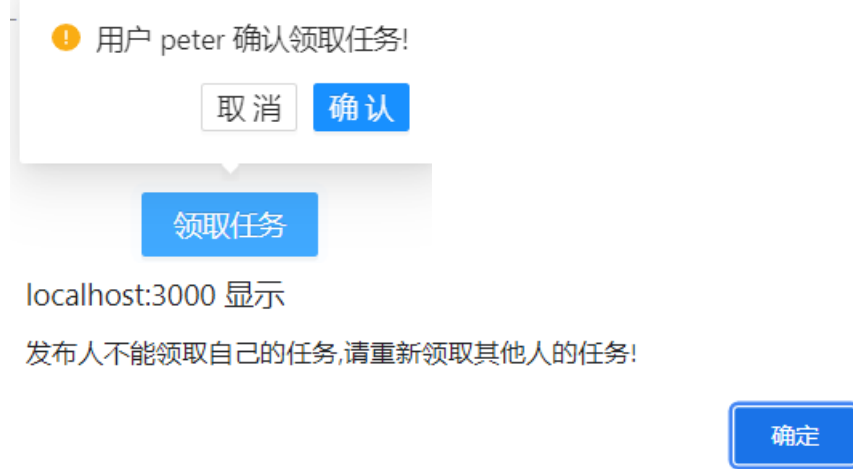 用户 peter 确认领取任务!
取消 确认
领取任务
localhost:3000 显示
发布人不能领取自己的任务,请重新领取其他人的任务!
确定